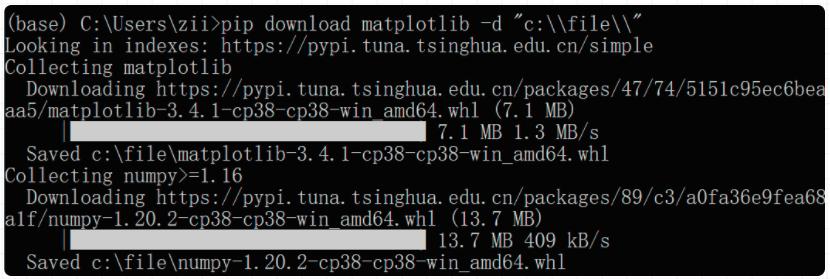 (base) C:\Users\zii>pip download matplotlib -d "c:\\file\\"
Looking in indexes: https://pypi.tuna.tsinghua.edu.cn/simple
Collecting matplotlib
  Downloading https://pypi.tuna.tsinghua.edu.cn/packages/47/74/5151c95ec6bea
aa5/matplotlib-3.4.1-cp38-cp38-win_amd64.whl (7.1 MB)
     |████████████████████████████████| 7.1 MB 1.3 MB/s
  Saved c:\file\matplotlib-3.4.1-cp38-cp38-win_amd64.whl
Collecting numpy>=1.16
  Downloading https://pypi.tuna.tsinghua.edu.cn/packages/89/c3/a0fa36e9fea68
a1f/numpy-1.20.2-cp38-cp38-win_amd64.whl (13.7 MB)
     |████████████████████████████████| 13.7 MB 409 kB/s
  Saved c:\file\numpy-1.20.2-cp38-cp38-win_amd64.whl